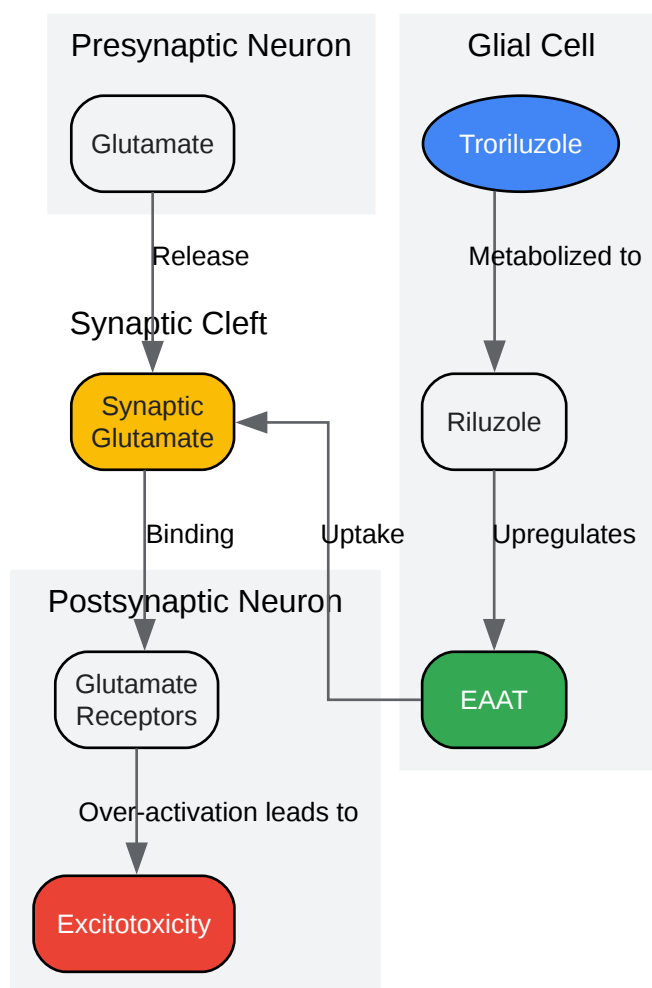 Presynaptic Neuron
Glial Cell
Glutamate
Troriluzole
Release
Metabolized to
Synaptic Cleft
Synaptic
Glutamate
Riluzole
Binding
Uptake
Upregulates
Postsynaptic Neuron
Glutamate
Receptors
EAAT
Over-activation leads to
Excitotoxicity